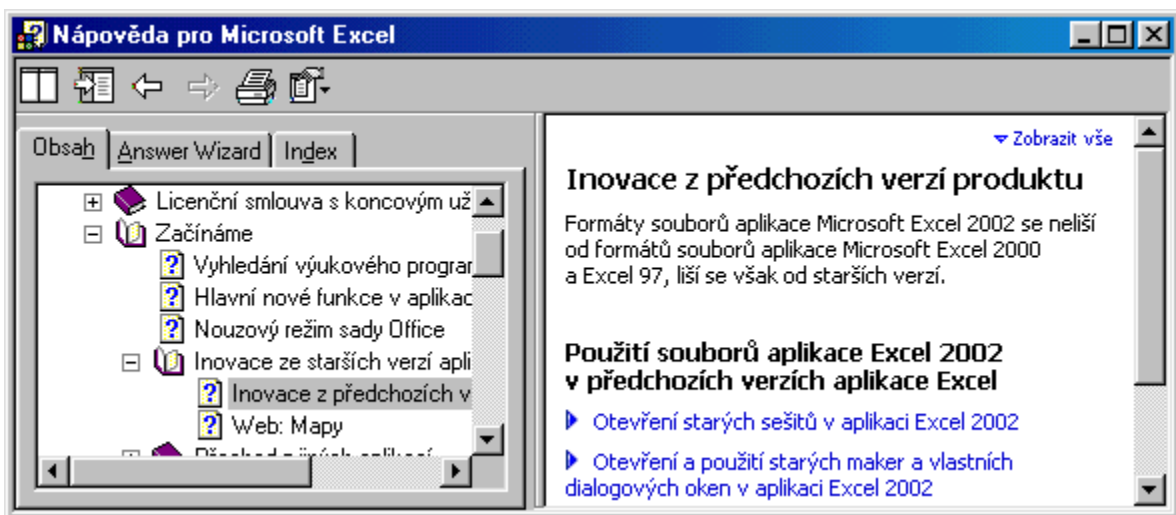 Nápověda pro Microsoft Excel
Obsah Answer Wizard Index
Licenční smlouva s koncovým už
Začínáme
Vyhledání výukového progra
Hlavní nové funkce v aplikac
Nouzový režim sady Office
Inovace ze starších verzí apli
Inovace z předchozích v
Web: Mapy
Zobrazit vše
Inovace z předchozích verzí produktu
Formáty souborů aplikace Microsoft Excel 2002 se neliší
od formátů souborů aplikace Microsoft Excel 2000
a Excel 97, liší se však od starších verzí.
Použití souborů aplikace Excel 2002
v předchozích verzích aplikace Excel
Otevření starých sešitů v aplikaci Excel 2002
Otevření a použití starých maker a vlastních
dialogových oken v aplikaci Excel 2002